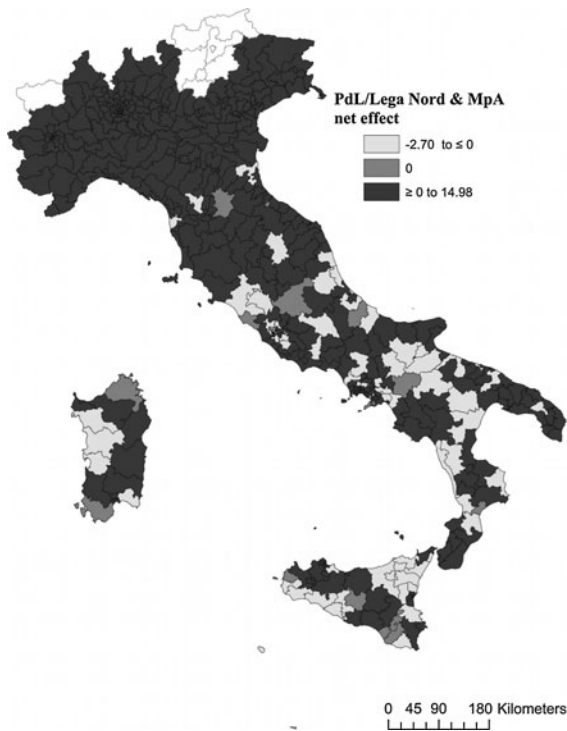 PdL/Lega Nord & MpA
net effect
-2.70 to ≤ 0
0
≥ 0 to 14.98
0 45 90 180 Kilometers